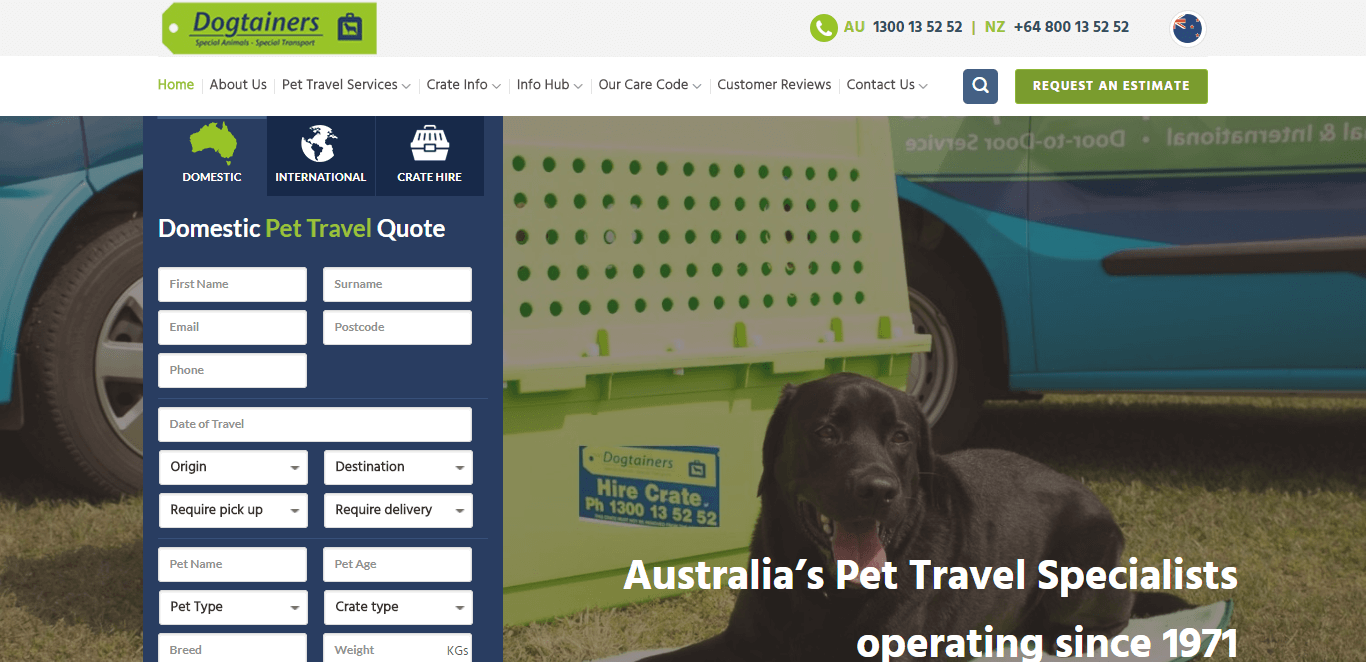 Dogtainers
Special Animals - Special Transport
AU 1300 13 52 52 | NZ +64 800 13 52 52
Home About Us Pet Travel Services Crate Info Info Hub Our Care Code Customer Reviews Contact Us REQUEST AN ESTIMATE
DOMESTIC INTERNATIONAL CRATE HIRE
al & International | Door-to-Door Service
Domestic Pet Travel Quote
First Name Surname
Email Postcode
Phone
Date of Travel
Origin Destination
Require pick up Require delivery
Pet Name Pet Age
Pet Type Crate type
Breed Weight KGs
Dogtainers
Hire Crate
Ph 1300 13 52 52
Australia’s Pet Travel Specialists
operating since 1971